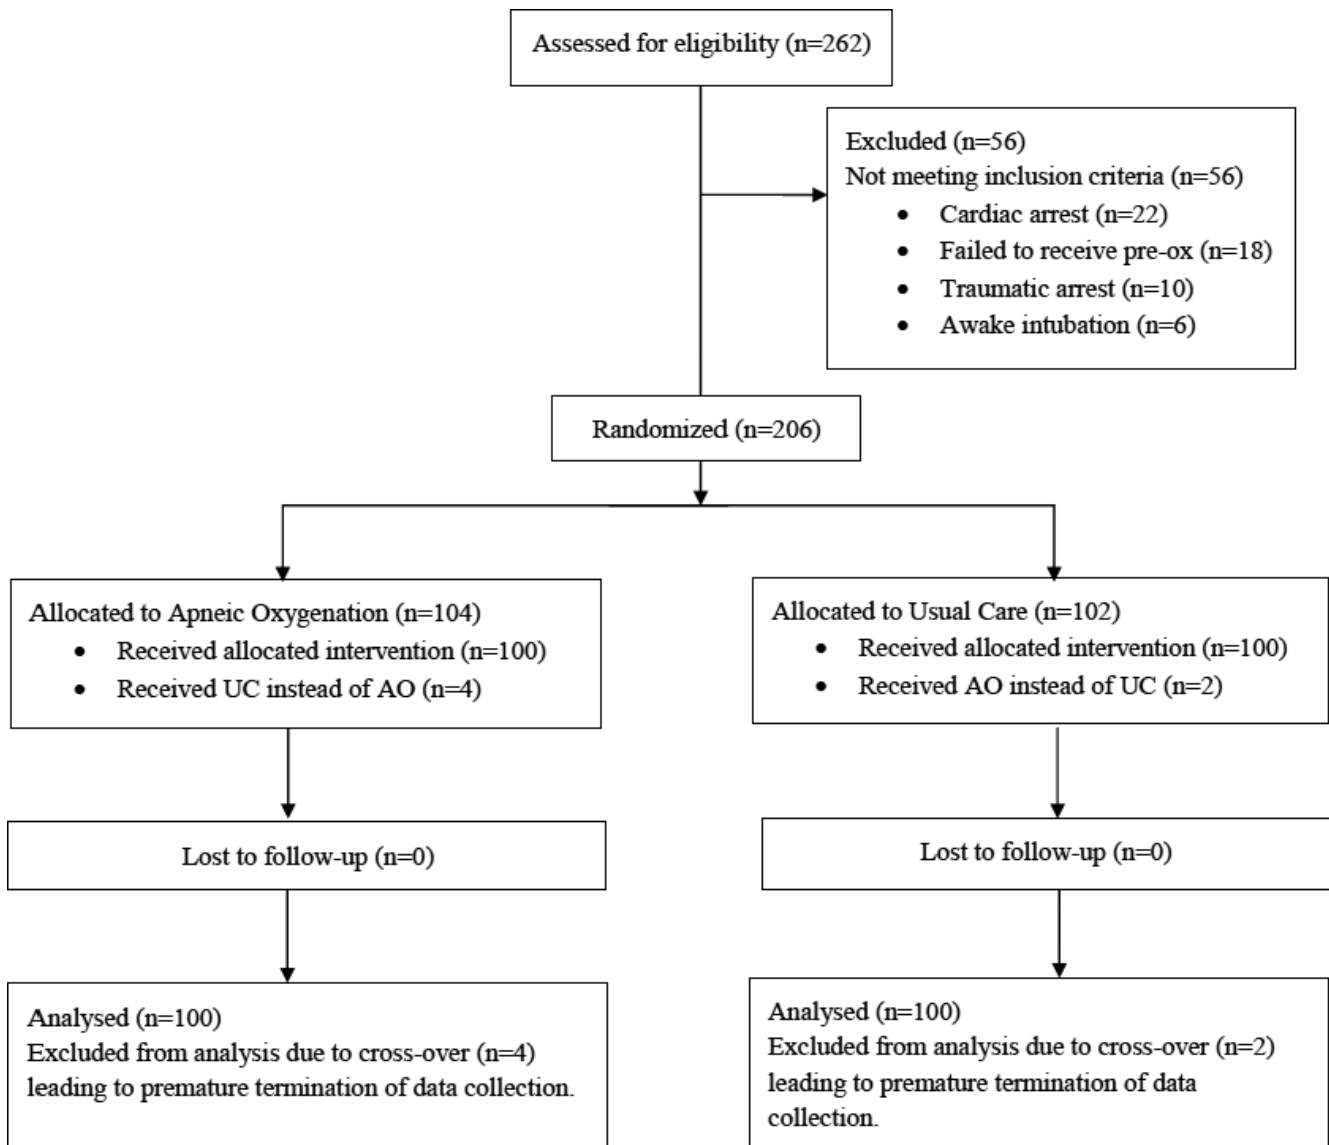 Assessed for eligibility (n=262)
Excluded (n=56)
Not meeting inclusion criteria (n=56)
• Cardiac arrest (n=22)
• Failed to receive pre-ox (n=18)
• Traumatic arrest (n=10)
• Awake intubation (n=6)
Randomized (n=206)
Allocated to Apneic Oxygenation (n=104)
• Received allocated intervention (n=100)
• Received UC instead of AO (n=4)
Allocated to Usual Care (n=102)
• Received allocated intervention (n=100)
• Received AO instead of UC (n=2)
Lost to follow-up (n=0)
Lost to follow-up (n=0)
Analysed (n=100)
Excluded from analysis due to cross-over (n=4)
leading to premature termination of data collection.
Analysed (n=100)
Excluded from analysis due to cross-over (n=2)
leading to premature termination of data
collection.